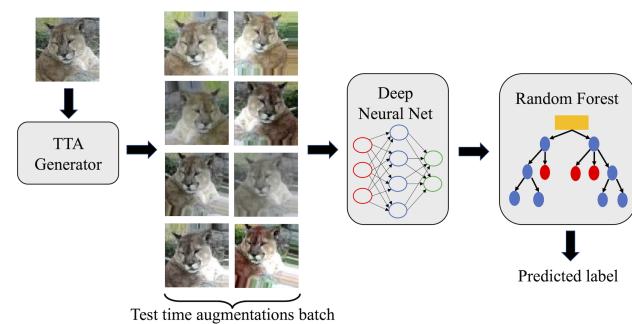 TTA
Generator
Test time augmentations batch
Deep
Neural Net
Random Forest
Predicted label